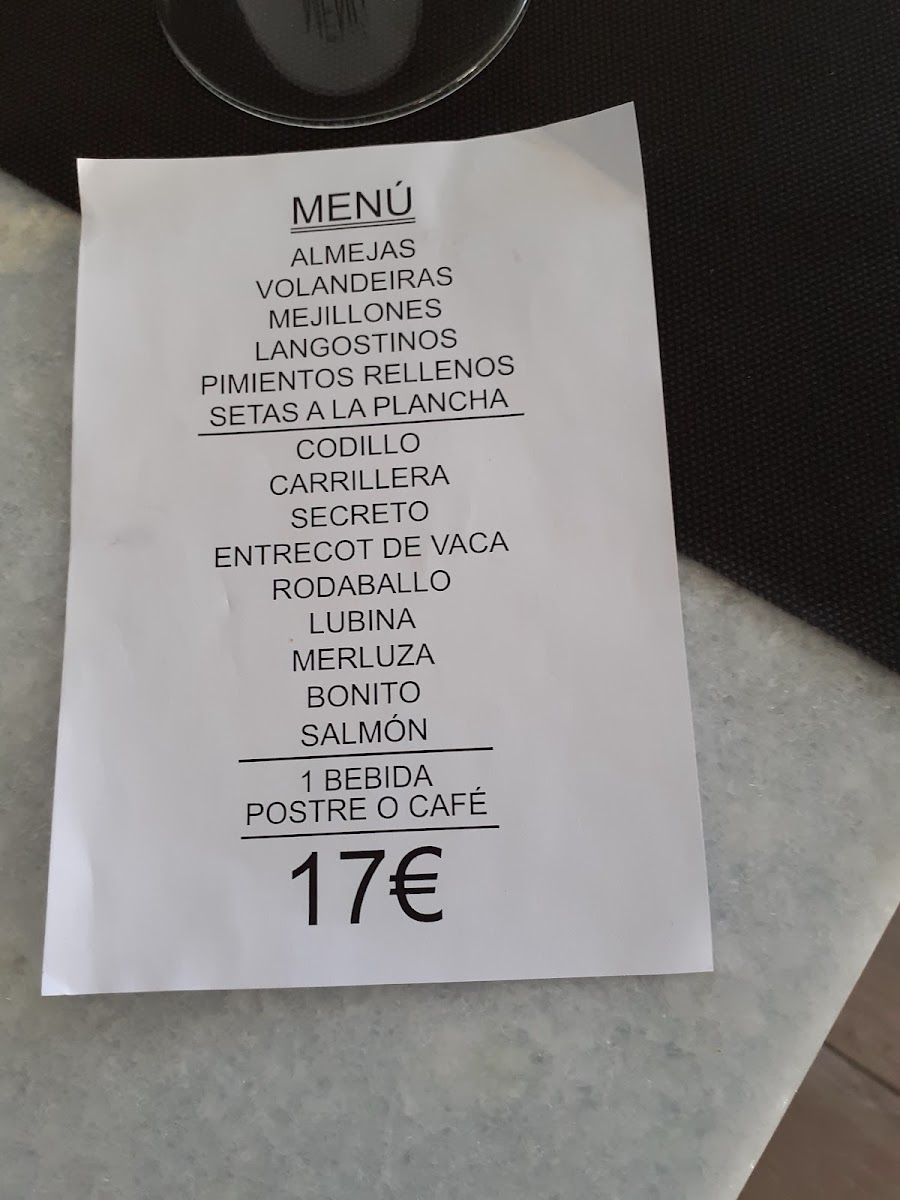 MENÚ
ALMEJAS
VOLANDEIRAS
MEJILLONES
LANGOSTINOS
PIMIENTOS RELLENOS
SETAS A LA PLANCHA
CODILLO
CARRILLERA
SECRETO
ENTRECOT DE VACA
RODABALLO
LUBINA
MERLUZA
BONITO
SALMÓN
1 BEBIDA
POSTRE O CAFÉ
17€